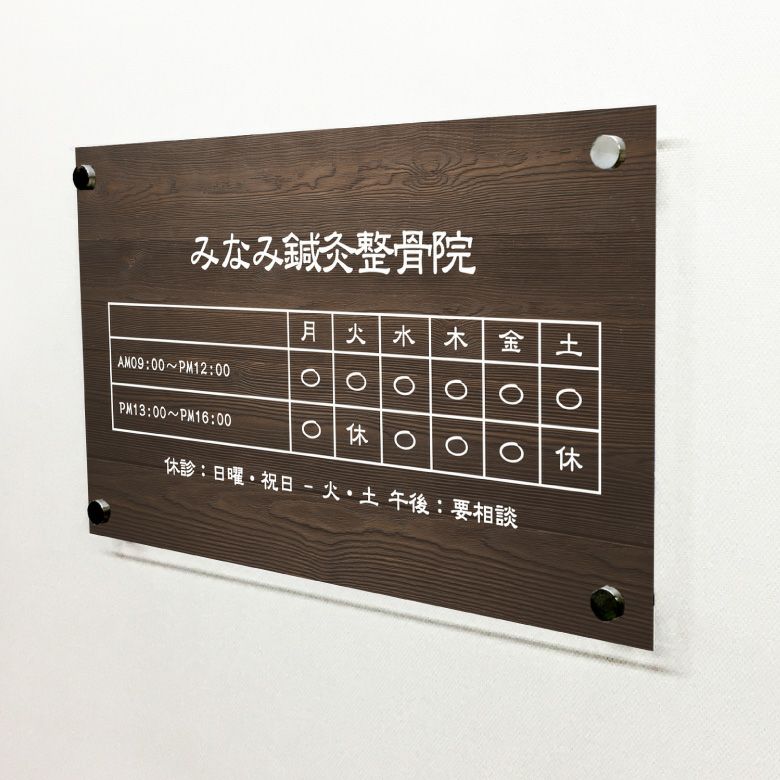 みなみ鍼灸整骨院
月 火 水 木 金 土
AM09:00～PM12:00 ○ ○ ○ ○ ○ ○
PM13:00～PM16:00 ○ 休 ○ ○ ○ 休
休診：日曜・祝日 − 火・土 午後：要相談